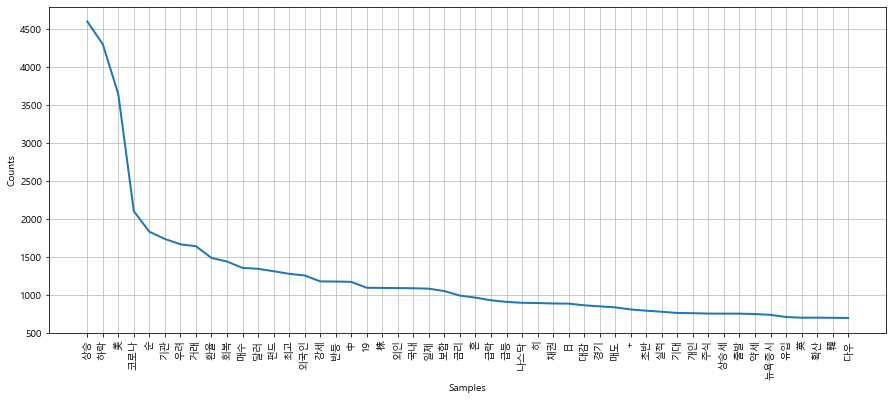 4500
4000
3500
3000
2500
2000
1500
1000
500
Counts
상승
하락
美
코로나
순
기관
우려
거래
환율
회복
매수
달러
펀드
최고
외국인
강세
반등
中
19
株
외인
국내
일제
보합
금리
혼
급락
급등
나스닥
히
채권
日
대감
경기
매도
+
초반
실적
기대
개인
주식
상승세
출발
약세
뉴욕증시
유입
英
확산
韓
다우
Samples